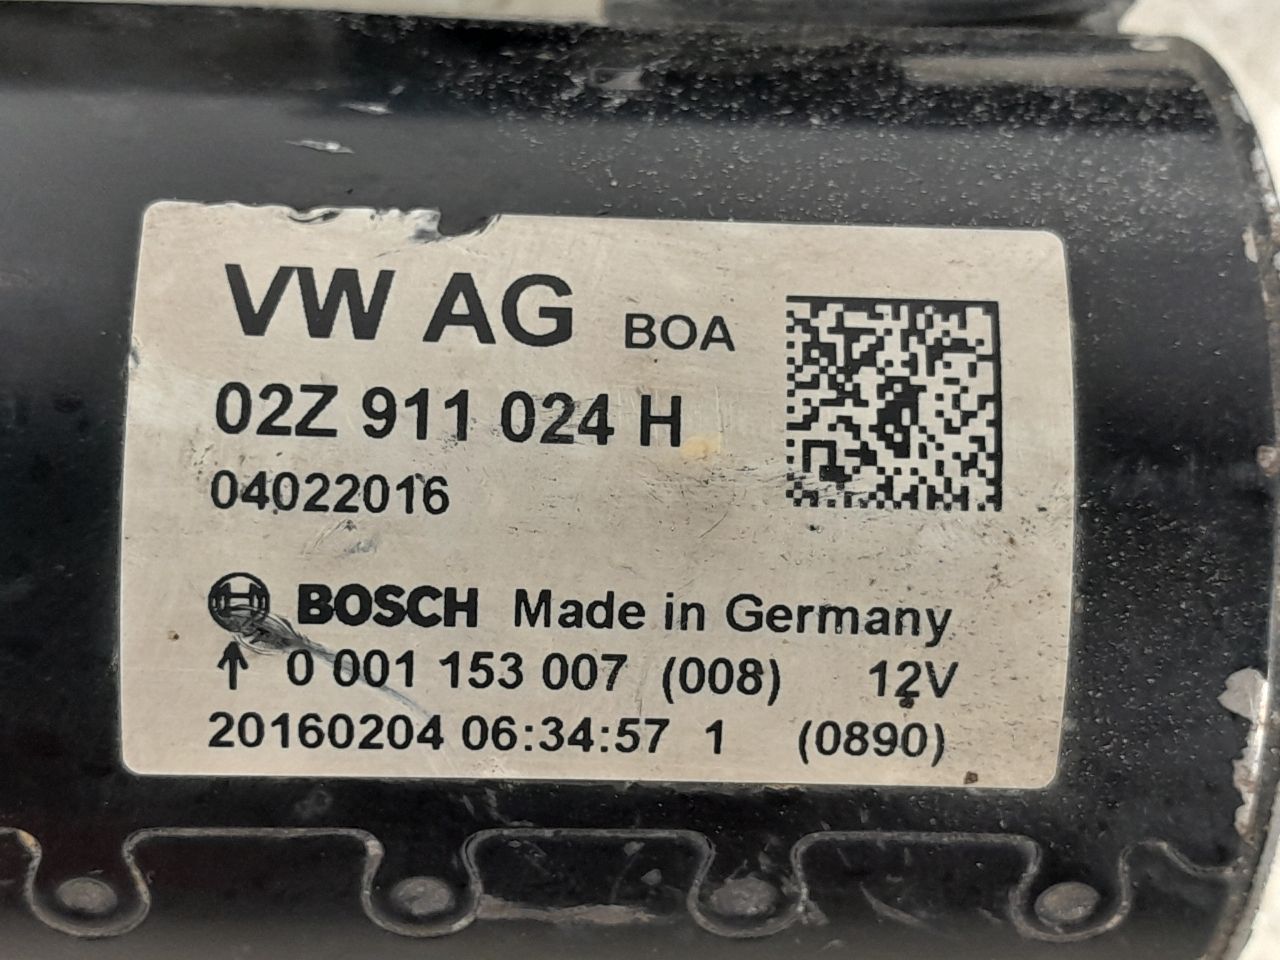 VW AG BOA
02Z 911 024 H
04022016
BOSCH Made in Germany
↑ 0 001 153 007 (008) 12V
20160204 06:34:57 1 (0890)